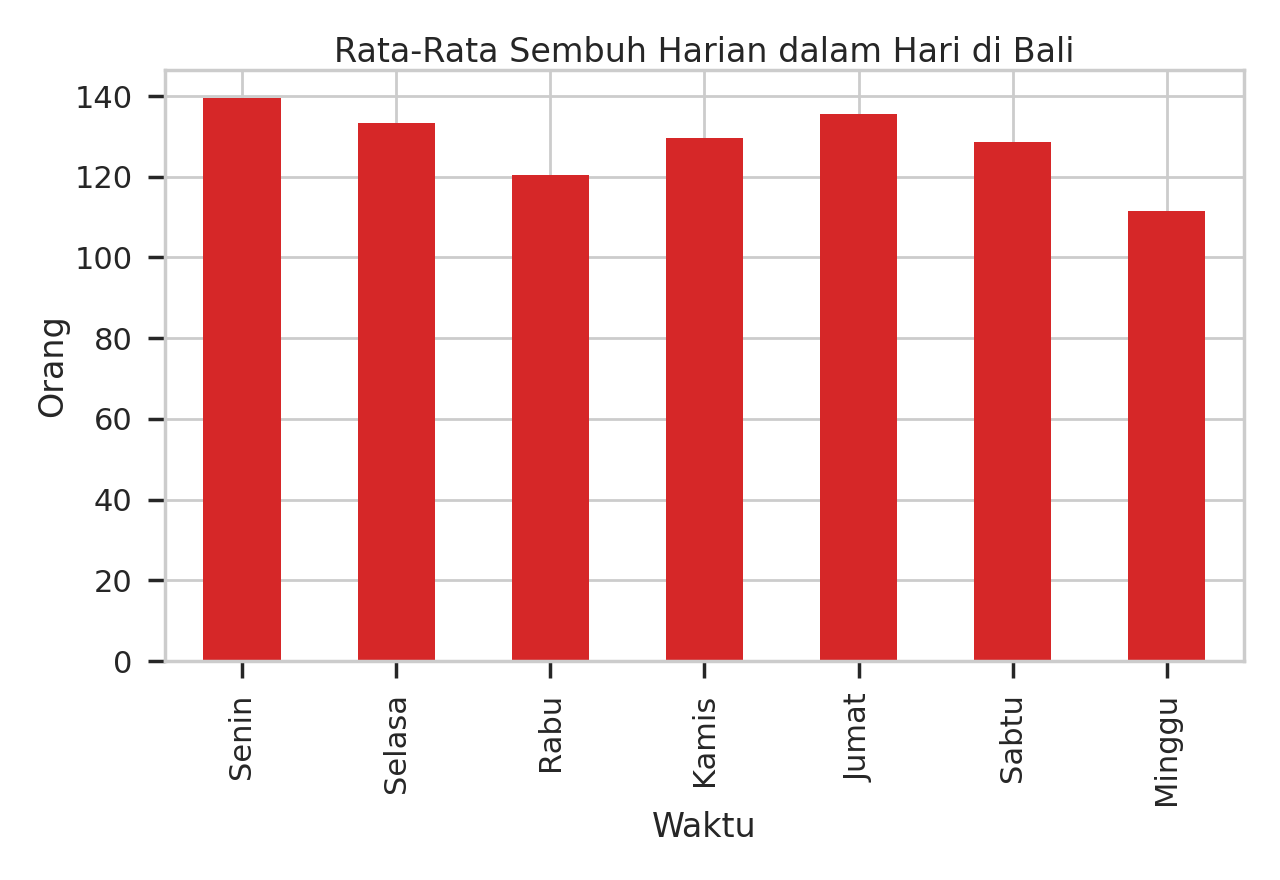 Rata-Rata Sembuh Harian dalam Hari di Bali
140
120
100
80
60
40
20
0
Orang
Senin
Selasa
Rabu
Kamis
Jumat
Sabtu
Minggu
Waktu